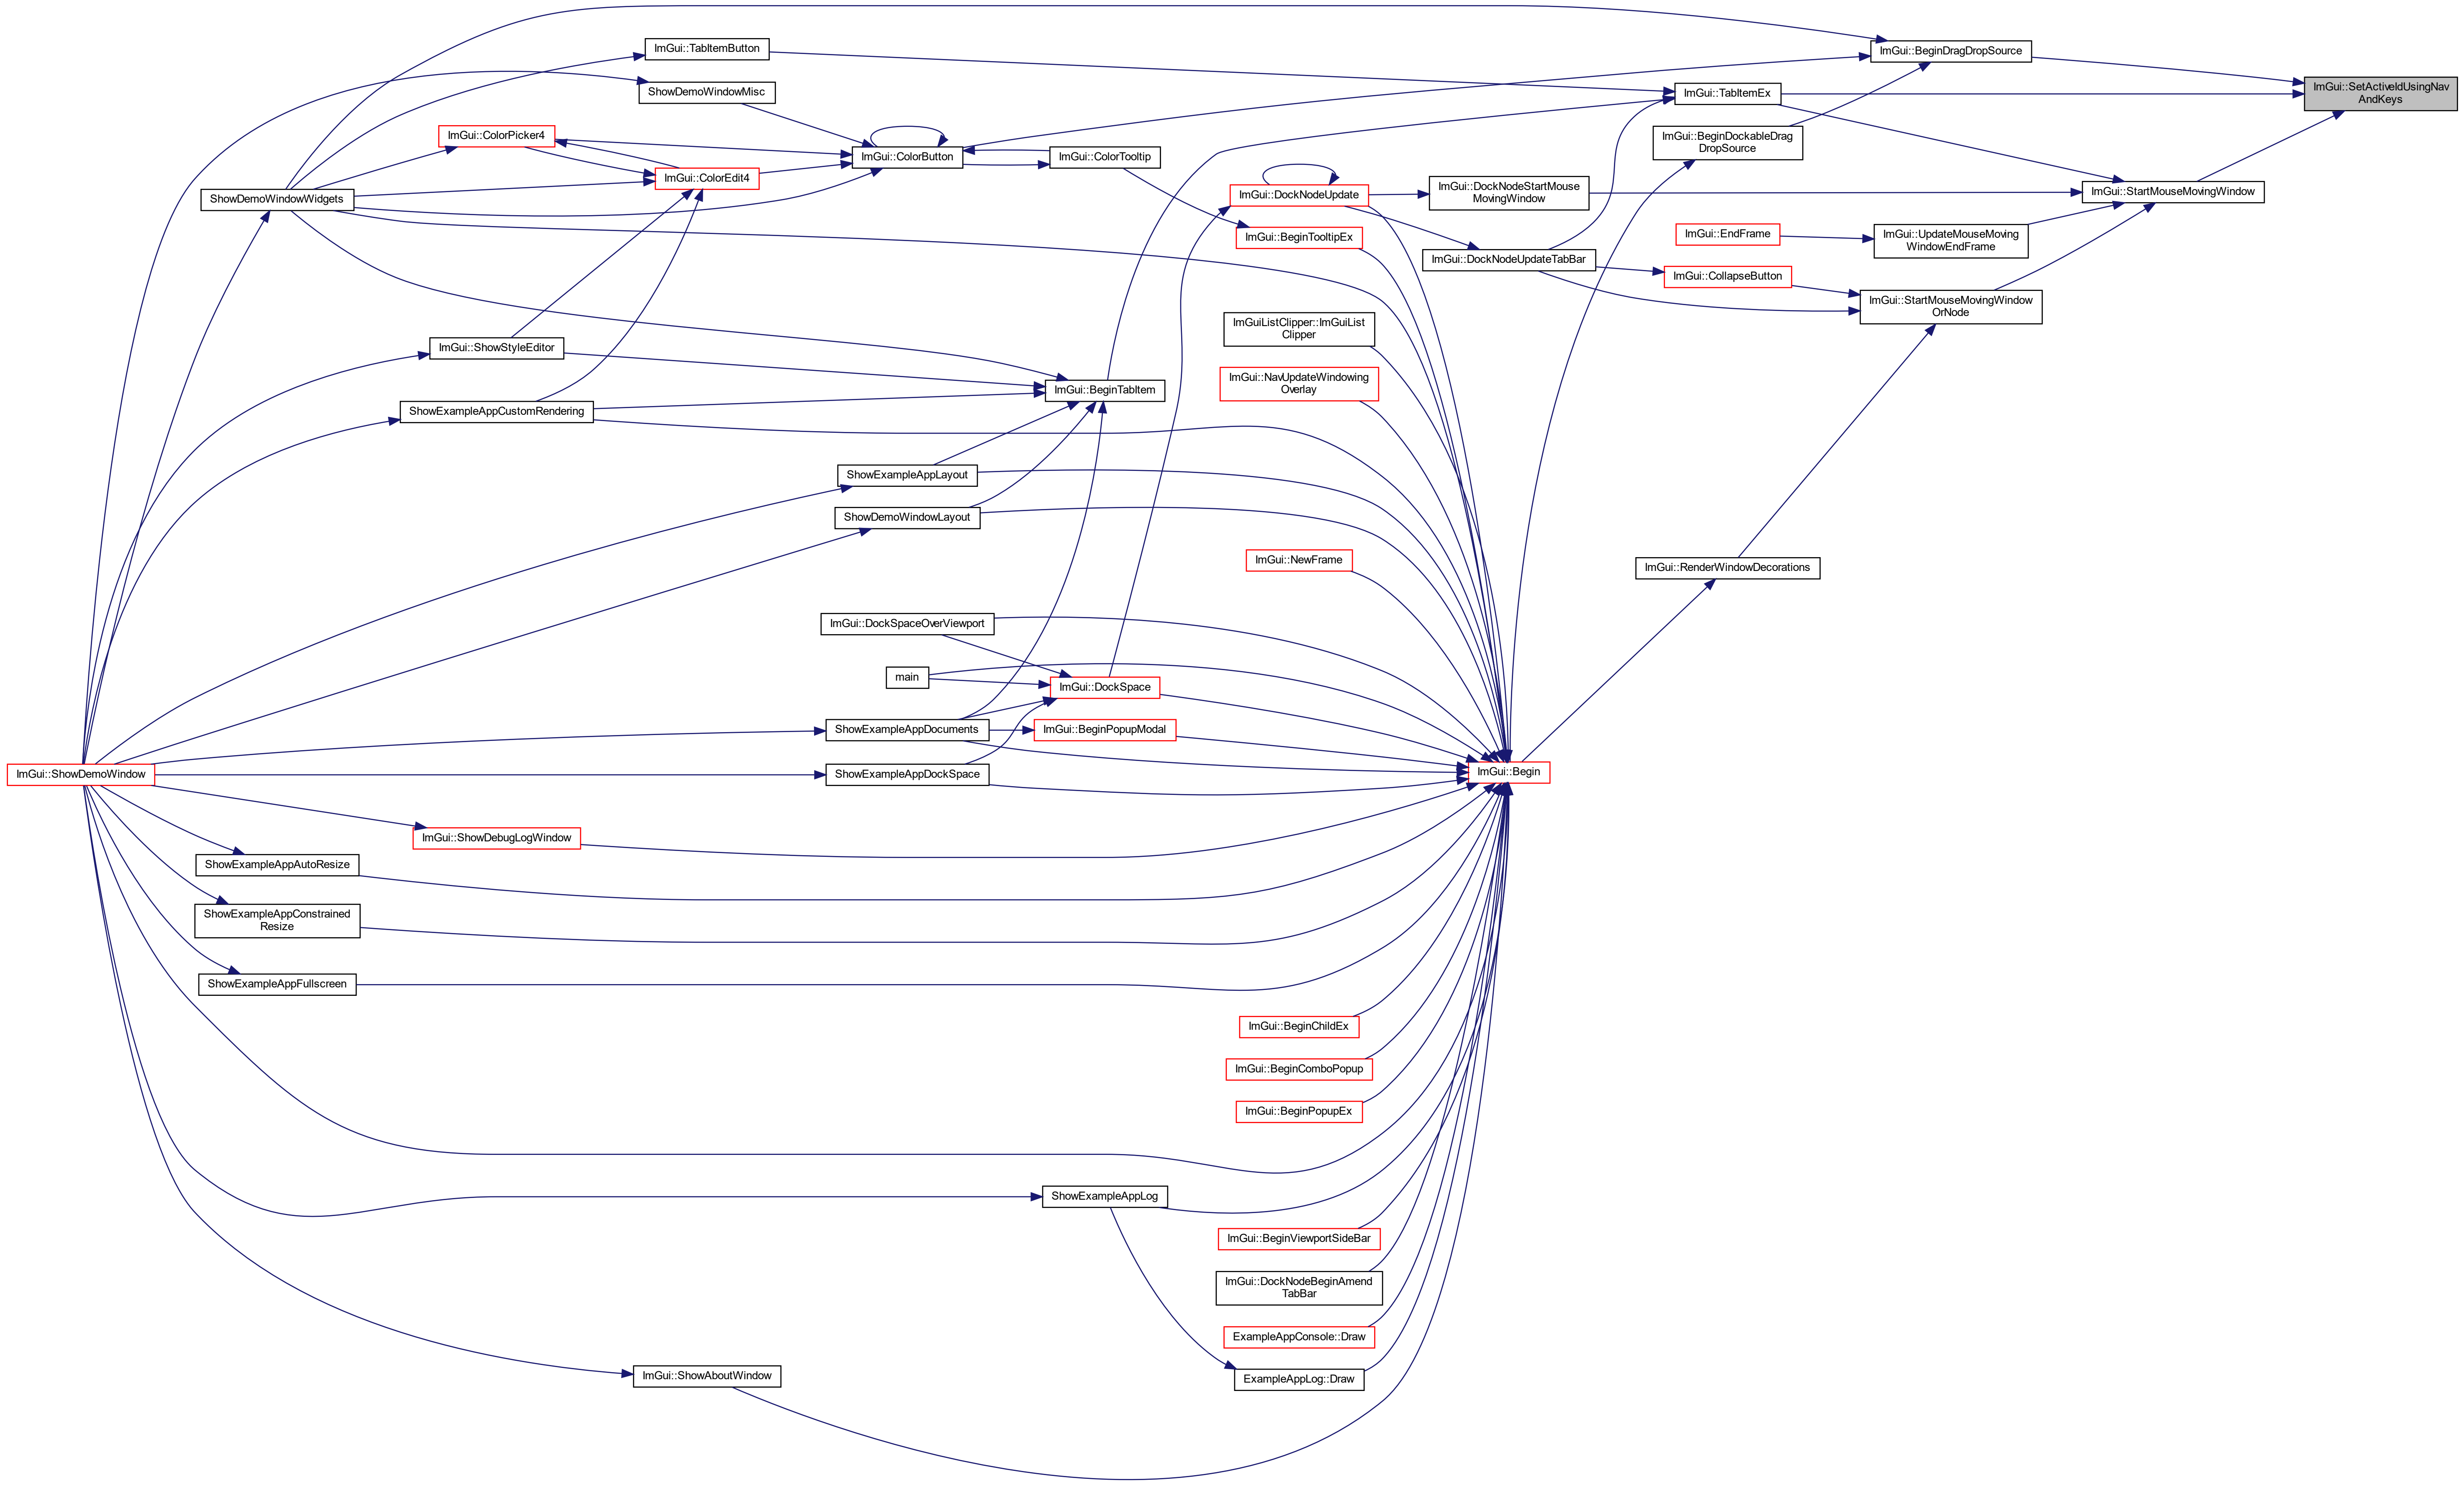 ImGui::BeginDragDropSource
ImGui::TabItemButton
ImGui::SetActiveIdUsingNav
AndKeys
ShowDemoWindowMisc
ImGui::TabItemEx
ImGui::ColorPicker4
ImGui::BeginDockableDrag
DropSource
ImGui::ColorButton
ImGui::ColorTooltip
ImGui::ColorEdit4
ImGui::DockNodeStartMouse
MovingWindow
ImGui::StartMouseMovingWindow
ShowDemoWindowWidgets
ImGui::DockNodeUpdate
ImGui::BeginTooltipEx
ImGui::EndFrame
ImGui::UpdateMouseMoving
WindowEndFrame
ImGui::DockNodeUpdateTabBar
ImGui::CollapseButton
ImGui::StartMouseMovingWindow
OrNode
ImGuiListClipper::ImGuiList
Clipper
ImGui::ShowStyleEditor
ImGui::NavUpdateWindowing
Overlay
ImGui::BeginTabItem
ShowExampleAppCustomRendering
ShowExampleAppLayout
ShowDemoWindowLayout
ImGui::NewFrame
ImGui::RenderWindowDecorations
ImGui::DockSpaceOverViewport
main
ImGui::DockSpace
ShowExampleAppDocuments
ImGui::BeginPopupModal
ImGui::ShowDemoWindow
ShowExampleAppDockSpace
ImGui::Begin
ImGui::ShowDebugLogWindow
ShowExampleAppAutoResize
ShowExampleAppConstrained
Resize
ShowExampleAppFullscreen
ImGui::BeginChildEx
ImGui::BeginComboPopup
ImGui::BeginPopupEx
ShowExampleAppLog
ImGui::BeginViewportSideBar
ImGui::DockNodeBeginAmend
TabBar
ExampleAppConsole::Draw
ImGui::ShowAboutWindow
ExampleAppLog::Draw